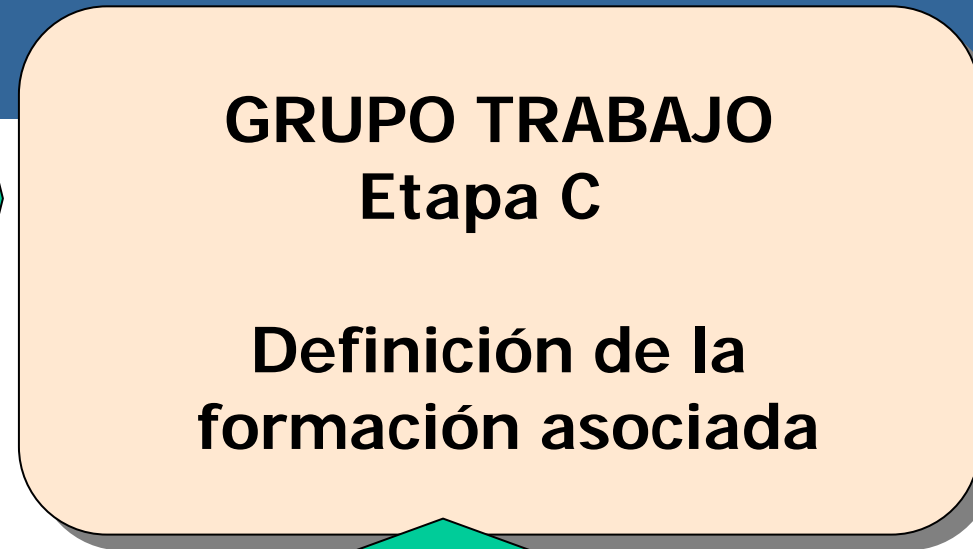 GRUPO TRABAJO
Etapa C
Definición de la
formación asociada